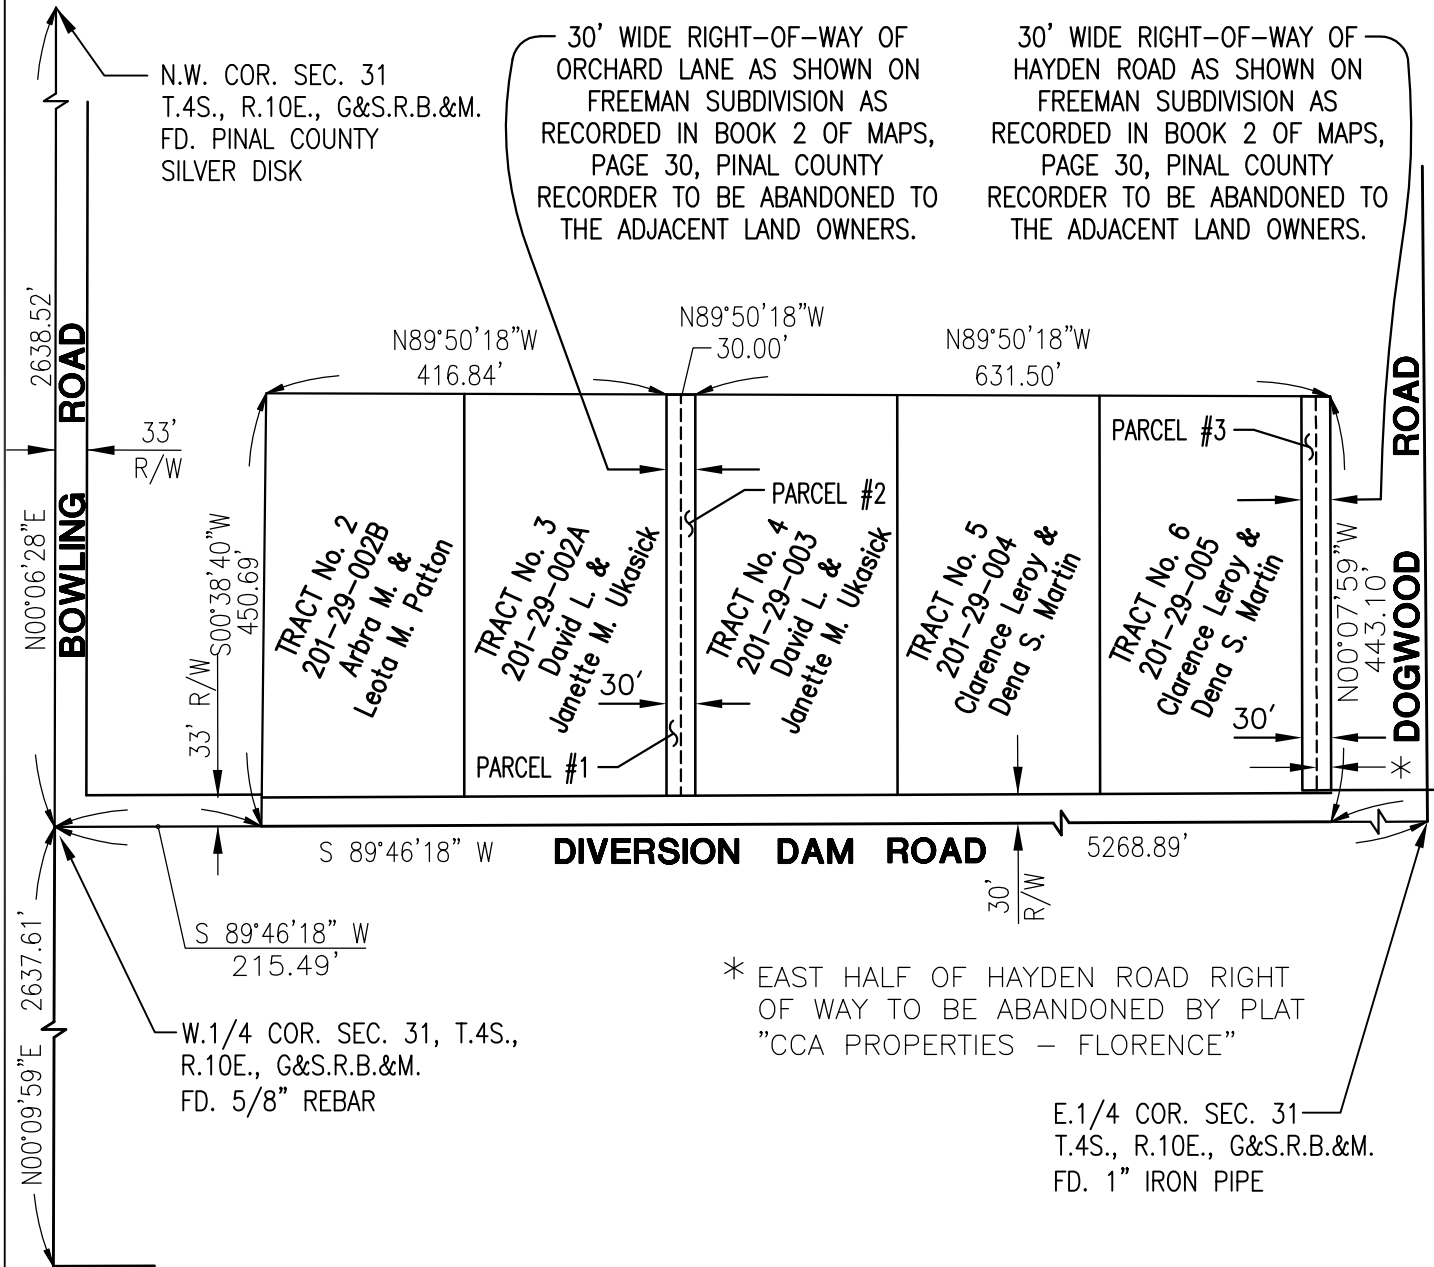 N.W. COR. SEC. 31
T.4S., R.10E., G&S.R.B.&M.
FD. PINAL COUNTY
SILVER DISK
30' WIDE RIGHT-OF-WAY OF
ORCHARD LANE AS SHOWN ON
FREEMAN SUBDIVISION AS
RECORDED IN BOOK 2 OF MAPS,
PAGE 30, PINAL COUNTY
RECORDER TO BE ABANDONED TO
THE ADJACENT LAND OWNERS.
30' WIDE RIGHT-OF-WAY OF
HAYDEN ROAD AS SHOWN ON
FREEMAN SUBDIVISION AS
RECORDED IN BOOK 2 OF MAPS,
PAGE 30, PINAL COUNTY
RECORDER TO BE ABANDONED TO
THE ADJACENT LAND OWNERS.
2638.52'
N00°06'28"E
BOWLING ROAD
33'
R/W
N89°50'18"W
416.84'
N89°50'18"W
30.00'
N89°50'18"W
631.50'
S00°38'40"W
450.69'
33' R/W
TRACT No. 2
201-29-002B
Arbra M. &
Leota M. Patton
TRACT No. 3
201-29-002A
David L. &
Janette M. Ukasick
30'
PARCEL #1
PARCEL #2
TRACT No. 4
201-29-003
David L. &
Janette M. Ukasick
TRACT No. 5
201-29-004
Clarence Leroy &
Dena S. Martin
PARCEL #3
TRACT No. 6
201-29-005
Clarence Leroy &
Dena S. Martin
30'
N00°07'59"W
443.10'
DOGWOOD ROAD
*
S 89°46'18" W
DIVERSION DAM ROAD
5268.89'
30'
R/W
S 89°46'18" W
215.49'
2637.61'
N00°09'59"E
W.1/4 COR. SEC. 31, T.4S.,
R.10E., G&S.R.B.&M.
FD. 5/8" REBAR
* EAST HALF OF HAYDEN ROAD RIGHT
OF WAY TO BE ABANDONED BY PLAT
"CCA PROPERTIES - FLORENCE"
E.1/4 COR. SEC. 31
T.4S., R.10E., G&S.R.B.&M.
FD. 1" IRON PIPE